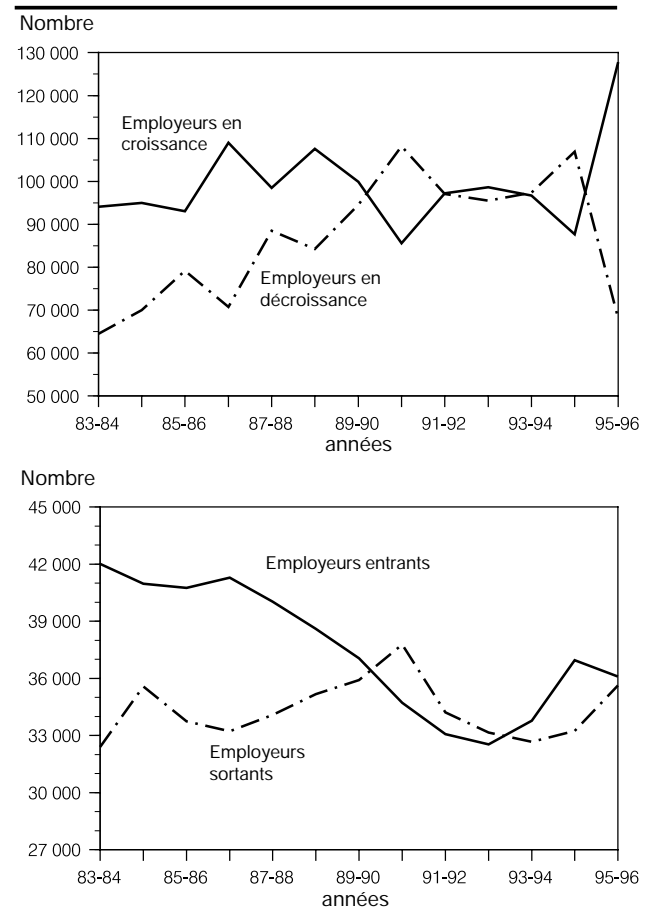 Nombre
130 000
120 000
110 000
100 000
90 000
80 000
70 000
60 000
50 000
Employeurs en
croissance
Employeurs en
décroissance
83-84 85-86 87-88 89-90 91-92 93-94 95-96
années
Nombre
45 000
42 000
39 000
36 000
33 000
30 000
27 000
Employeurs entrants
Employeurs
sortants
83-84 85-86 87-88 89-90 91-92 93-94 95-96
années